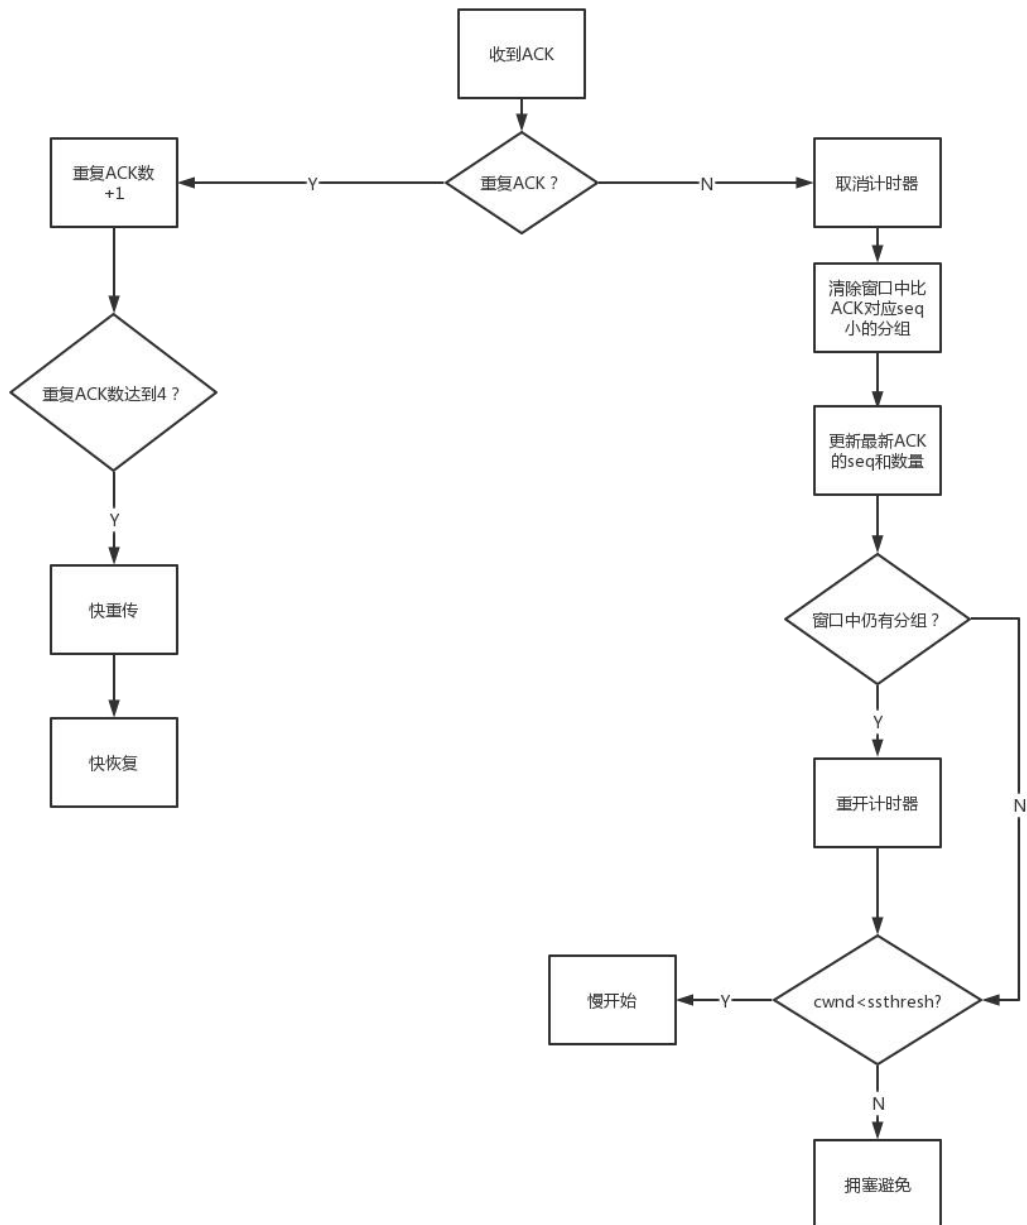 收到ACK
重复ACK？
Y
N
重复ACK数
+1
取消计时器
清除窗口中比
ACK对应seq
小的分组
重复ACK数达到4？
更新最新ACK
的seq和数量
Y
快重传
窗口中仍有分组？
Y
N
快恢复
重开计时器
cwnd<ssthresh?
Y
慢开始
N
拥塞避免